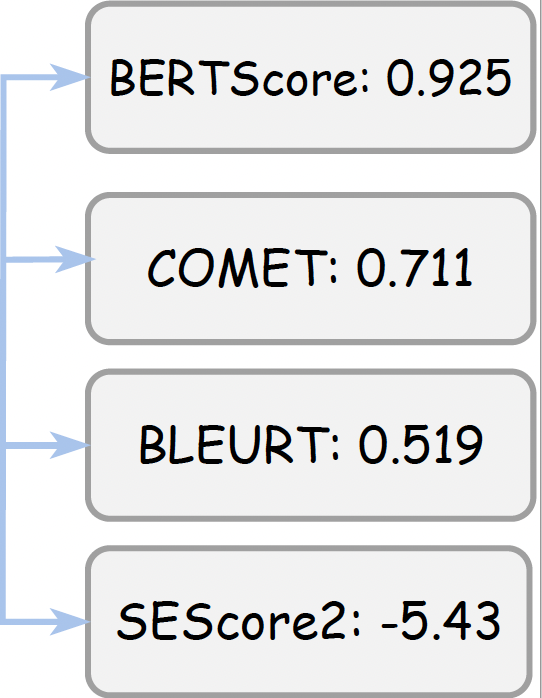 BERTScore: 0.925
COMET: 0.711
BLEURT: 0.519
SEScore2: -5.43